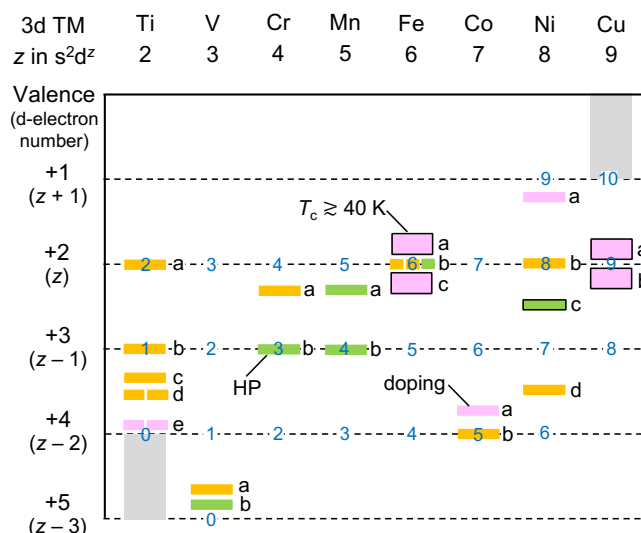 3d TM Ti V Cr Mn Fe Co Ni Cu
z in s²dᶻ 2 3 4 5 6 7 8 9
Valence
(d-electron
number)
+1
(z + 1)
9 10
a
Tc ≳ 40 K
a a
+2
(z)
2 a 3 4 5 6 b 7 8 b 9
c b
a a c
+3
(z – 1)
1 b 2 3 b 4 b 5 6 7 8
HP
c
d doping d
e a
+4
(z – 2)
0 1 2 3 4 5 b 6
a
b
+5
(z – 3)
0